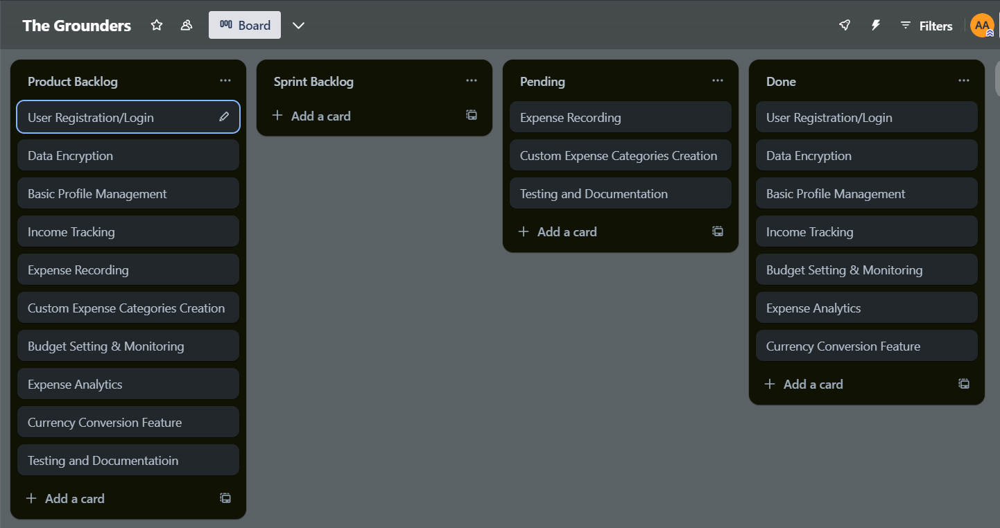 The Grounders
Board
Filters
AA
Product Backlog
User Registration/Login
Data Encryption
Basic Profile Management
Income Tracking
Expense Recording
Custom Expense Categories Creation
Budget Setting & Monitoring
Expense Analytics
Currency Conversion Feature
Testing and Documentatioin
Add a card
Sprint Backlog
Add a card
Pending
Expense Recording
Custom Expense Categories Creation
Testing and Documentation
Add a card
Done
User Registration/Login
Data Encryption
Basic Profile Management
Income Tracking
Budget Setting & Monitoring
Expense Analytics
Currency Conversion Feature
Add a card